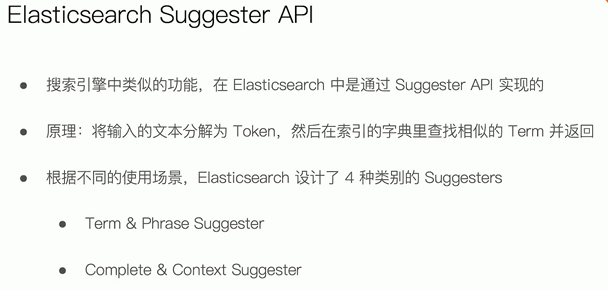 Elasticsearch Suggester API
● 搜索引擎中类似的功能，在 Elasticsearch 中是通过 Suggester API 实现的
● 原理：将输入的文本分解为 Token，然后在索引的字典里查找相似的 Term 并返回
● 根据不同的使用场景，Elasticsearch 设计了 4 种类别的 Suggesters
● Term & Phrase Suggester
● Complete & Context Suggester